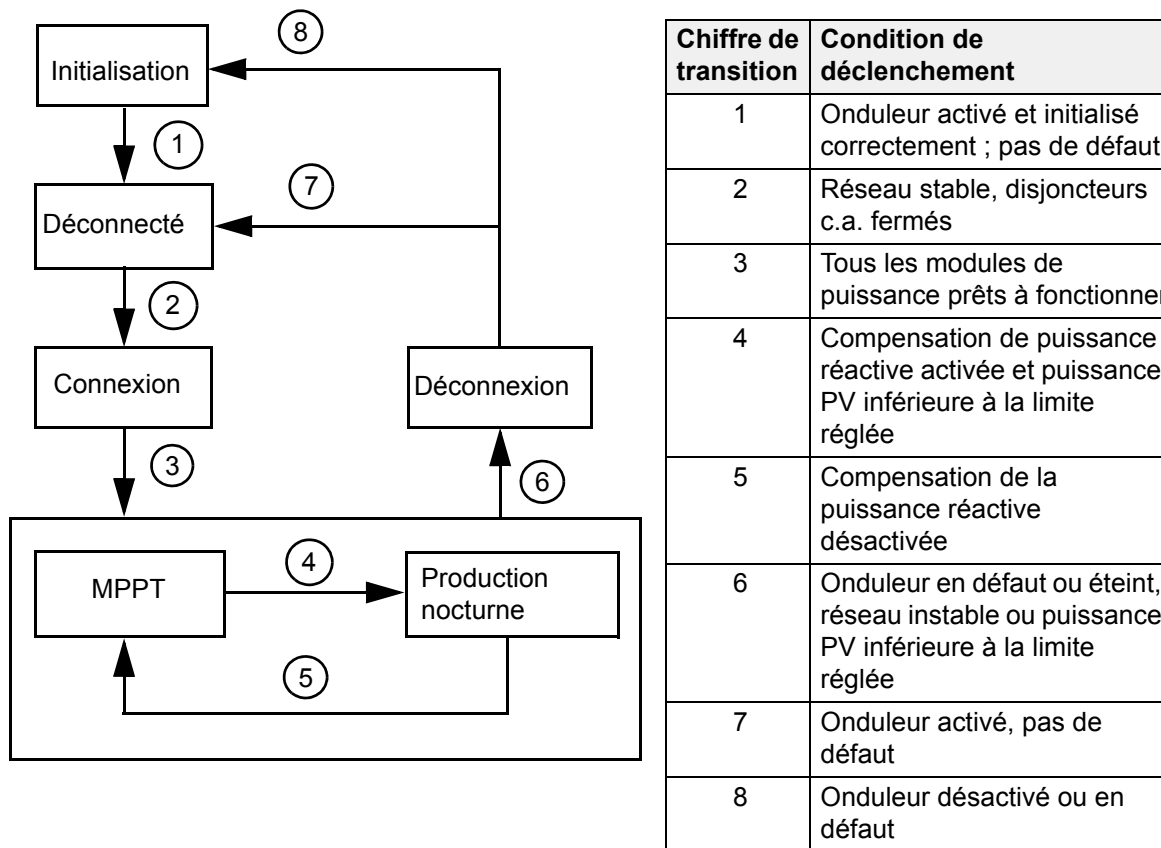 8
Initialisation
1
7
Déconnecté
2
Connexion
Déconnexion
3
6
MPPT
4
Production
nocturne
5
Chiffre de
transition
Condition de
déclenchement
1
Onduleur activé et initialisé
correctement ; pas de défaut
2
Réseau stable, disjoncteurs
c.a. fermés
3
Tous les modules de
puissance prêts à fonctionner
4
Compensation de puissance
réactive activée et puissance
PV inférieure à la limite
réglée
5
Compensation de la
puissance réactive
désactivée
6
Onduleur en défaut ou éteint,
réseau instable ou puissance
PV inférieure à la limite
réglée
7
Onduleur activé, pas de
défaut
8
Onduleur désactivé ou en
défaut